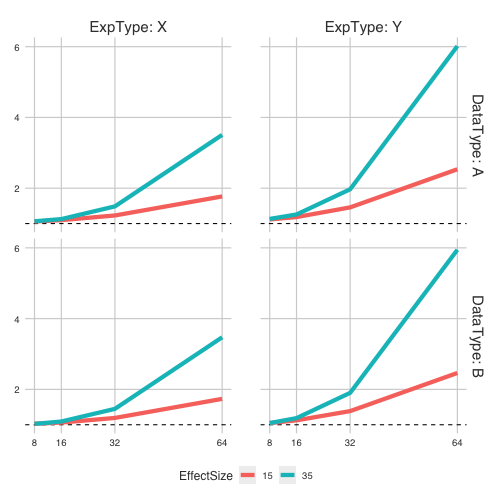 ExpType: X
ExpType: Y
6
4
2
DataType: A
6
4
2
DataType: B
8 16 32 64
8 16 32 64
EffectSize 15 35